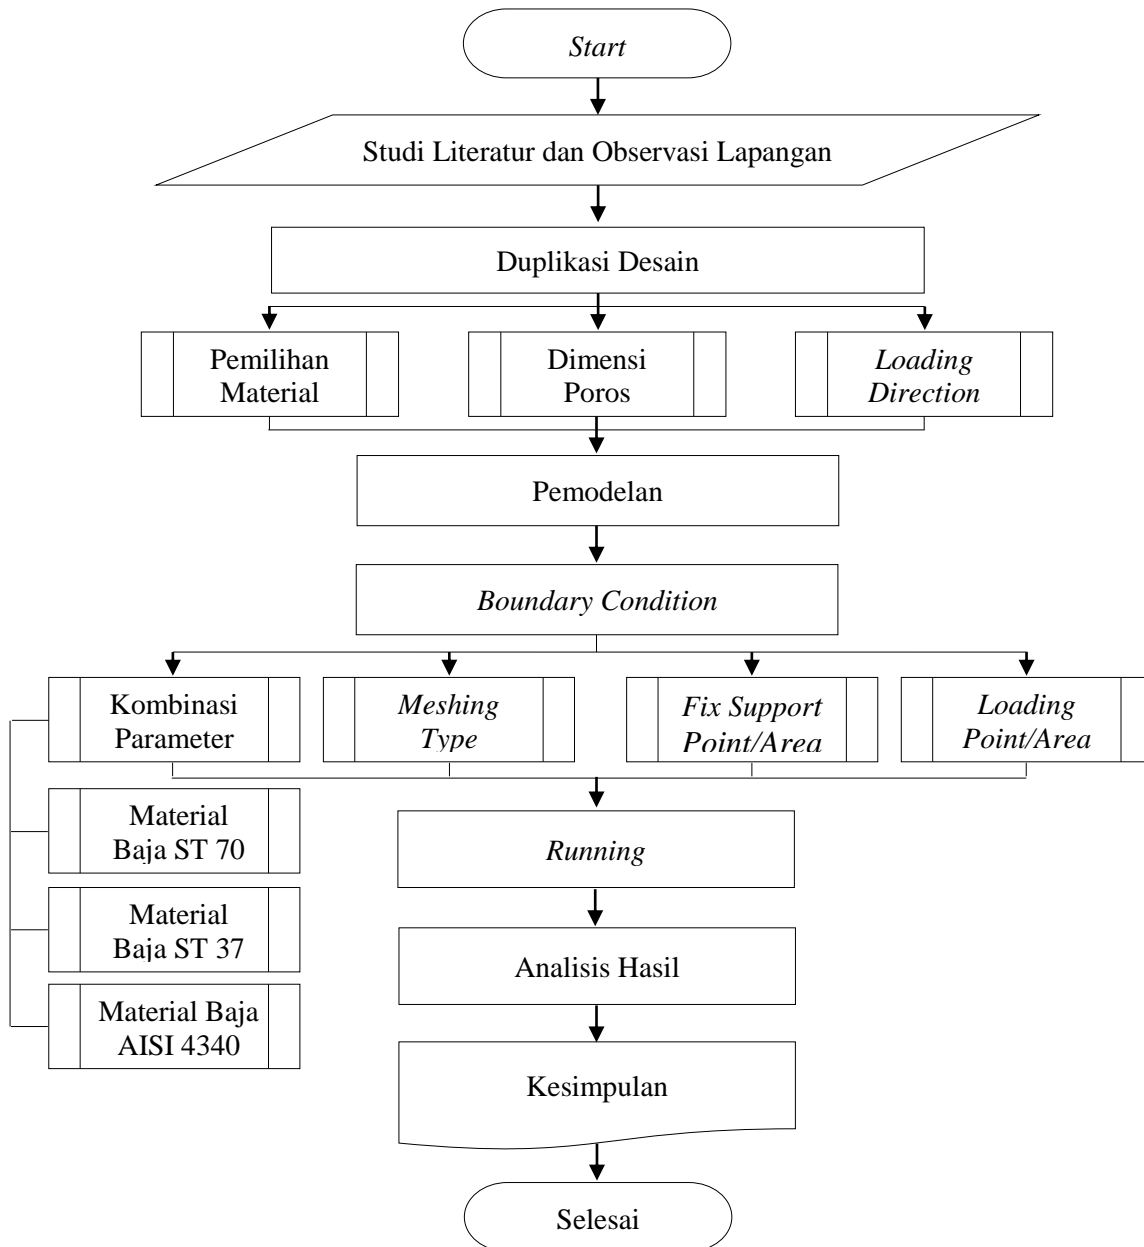 Start
Studi Literatur dan Observasi Lapangan
Duplikasi Desain
Pemilihan
Material
Dimensi
Poros
Loading
Direction
Pemodelan
Boundary Condition
Kombinasi
Parameter
Meshing
Type
Fix Support
Point/Area
Loading
Point/Area
Material
Baja ST 70
Running
Material
Baja ST 37
Analisis Hasil
Material Baja
AISI 4340
Kesimpulan
Selesai